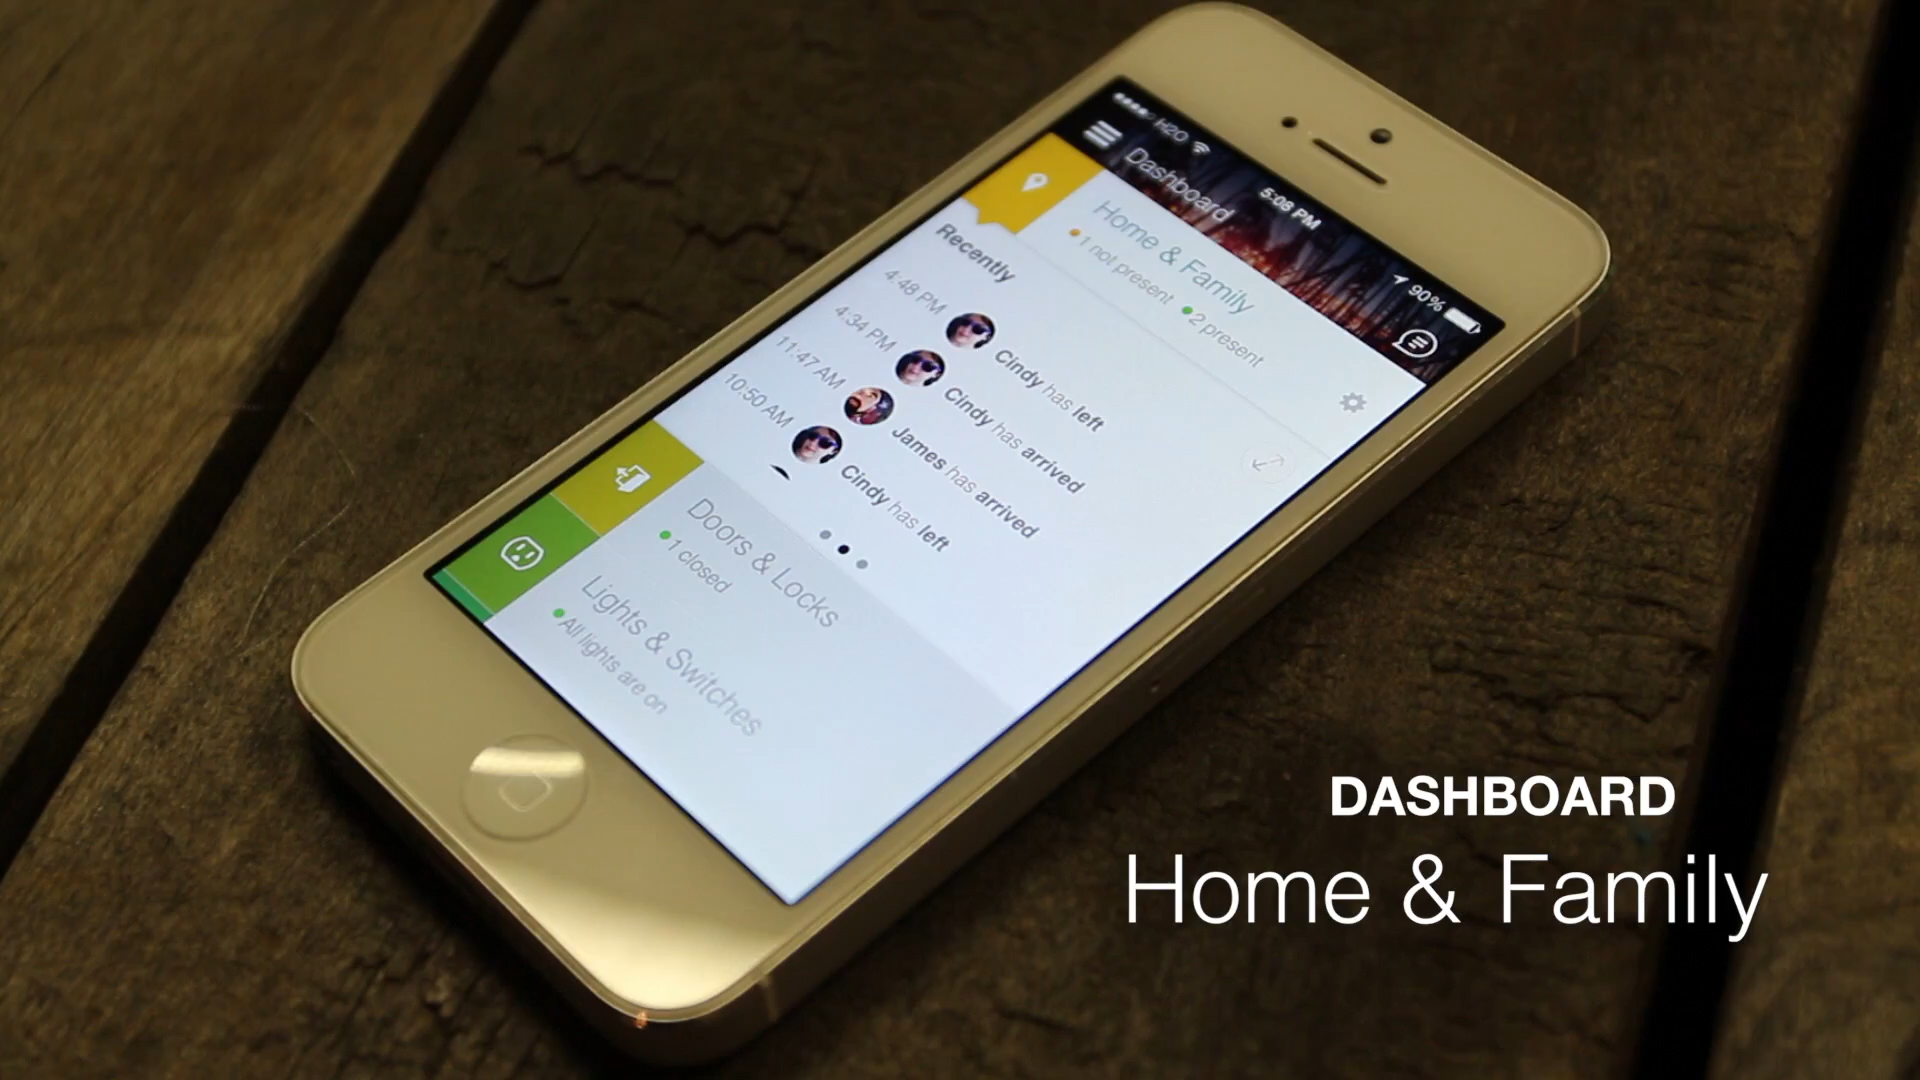 H2O
5:08 PM
90%
Dashboard
Home & Family
1 not present 2 present
Recently
4:48 PM Cindy has left
4:34 PM Cindy has arrived
11:47 AM James has arrived
10:50 AM Cindy has left
Doors & Locks
1 closed
Lights & Switches
All lights are on
DASHBOARD
Home & Family